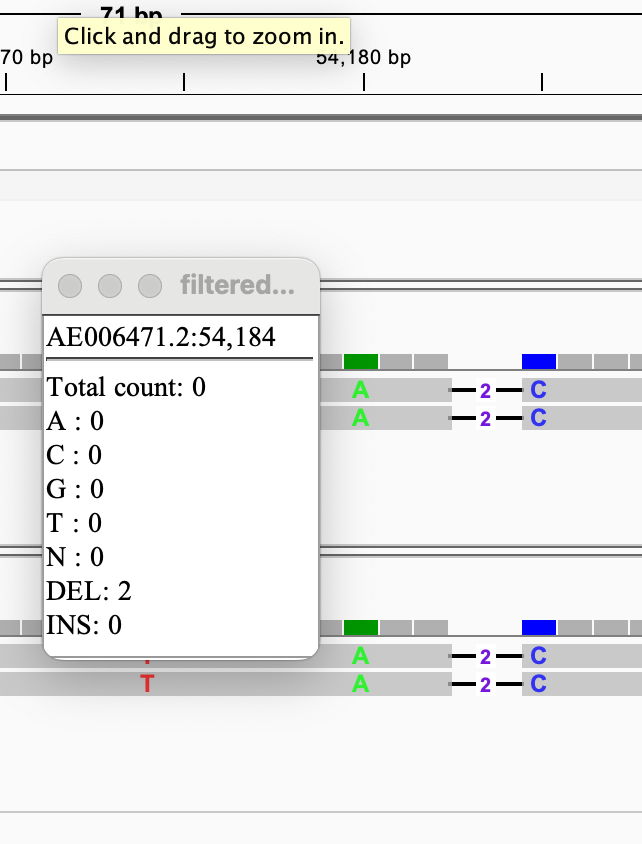 71 bp
Click and drag to zoom in.
70 bp
54,180 bp
filtered...
AE006471.2:54,184
Total count: 0
A : 0
C : 0
G : 0
T : 0
N : 0
DEL: 2
INS: 0
A 2 C
A 2 C
A 2 C
T A 2 C